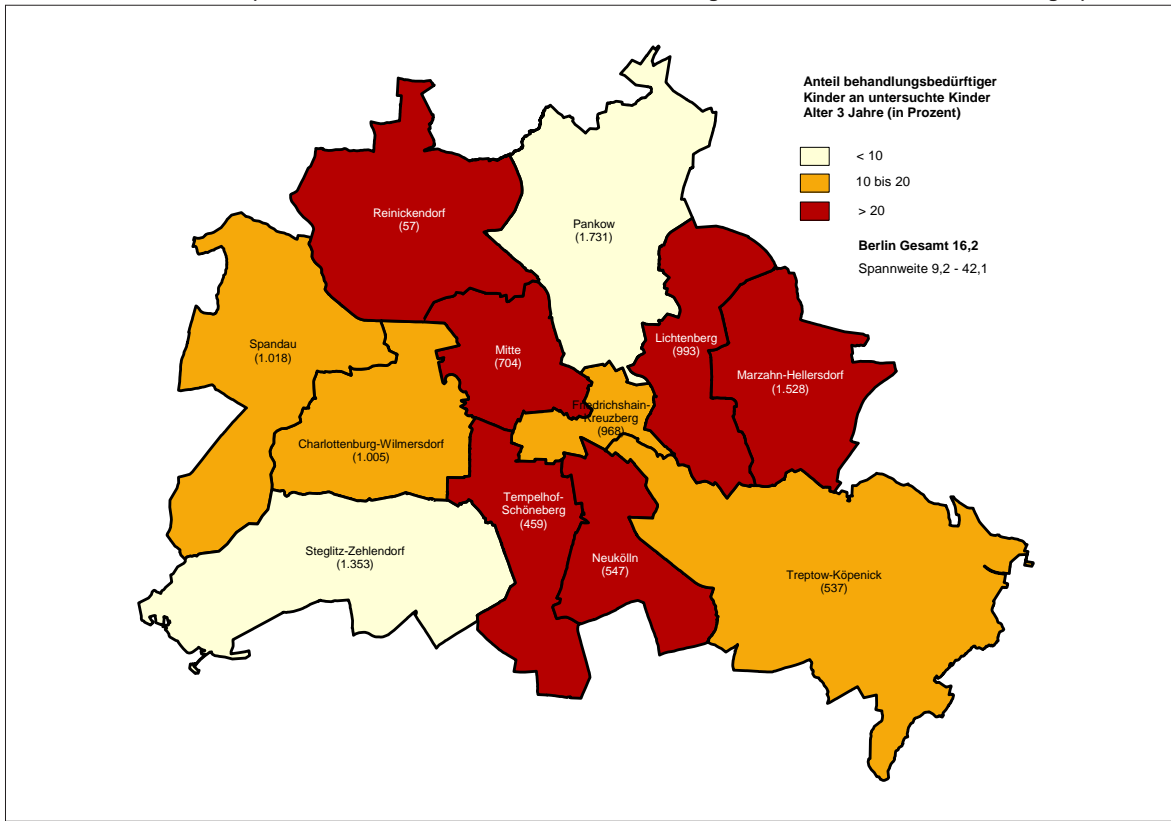 Anteil behandlungsbedürftiger
Kinder an untersuchte Kinder
Alter 3 Jahre (in Prozent)
< 10
10 bis 20
> 20
Berlin Gesamt 16,2
Spannweite 9,2 - 42,1
Reinickendorf
(57)
Pankow
(1.731)
Spandau
(1.018)
Mitte
(704)
Lichtenberg
(993)
Marzahn-Hellersdorf
(1.528)
Friedrichshain-
Kreuzberg
(968)
Charlottenburg-Wilmersdorf
(1.005)
Tempelhof-
Schöneberg
(459)
Steglitz-Zehlendorf
(1.353)
Neukölln
(547)
Treptow-Köpenick
(537)